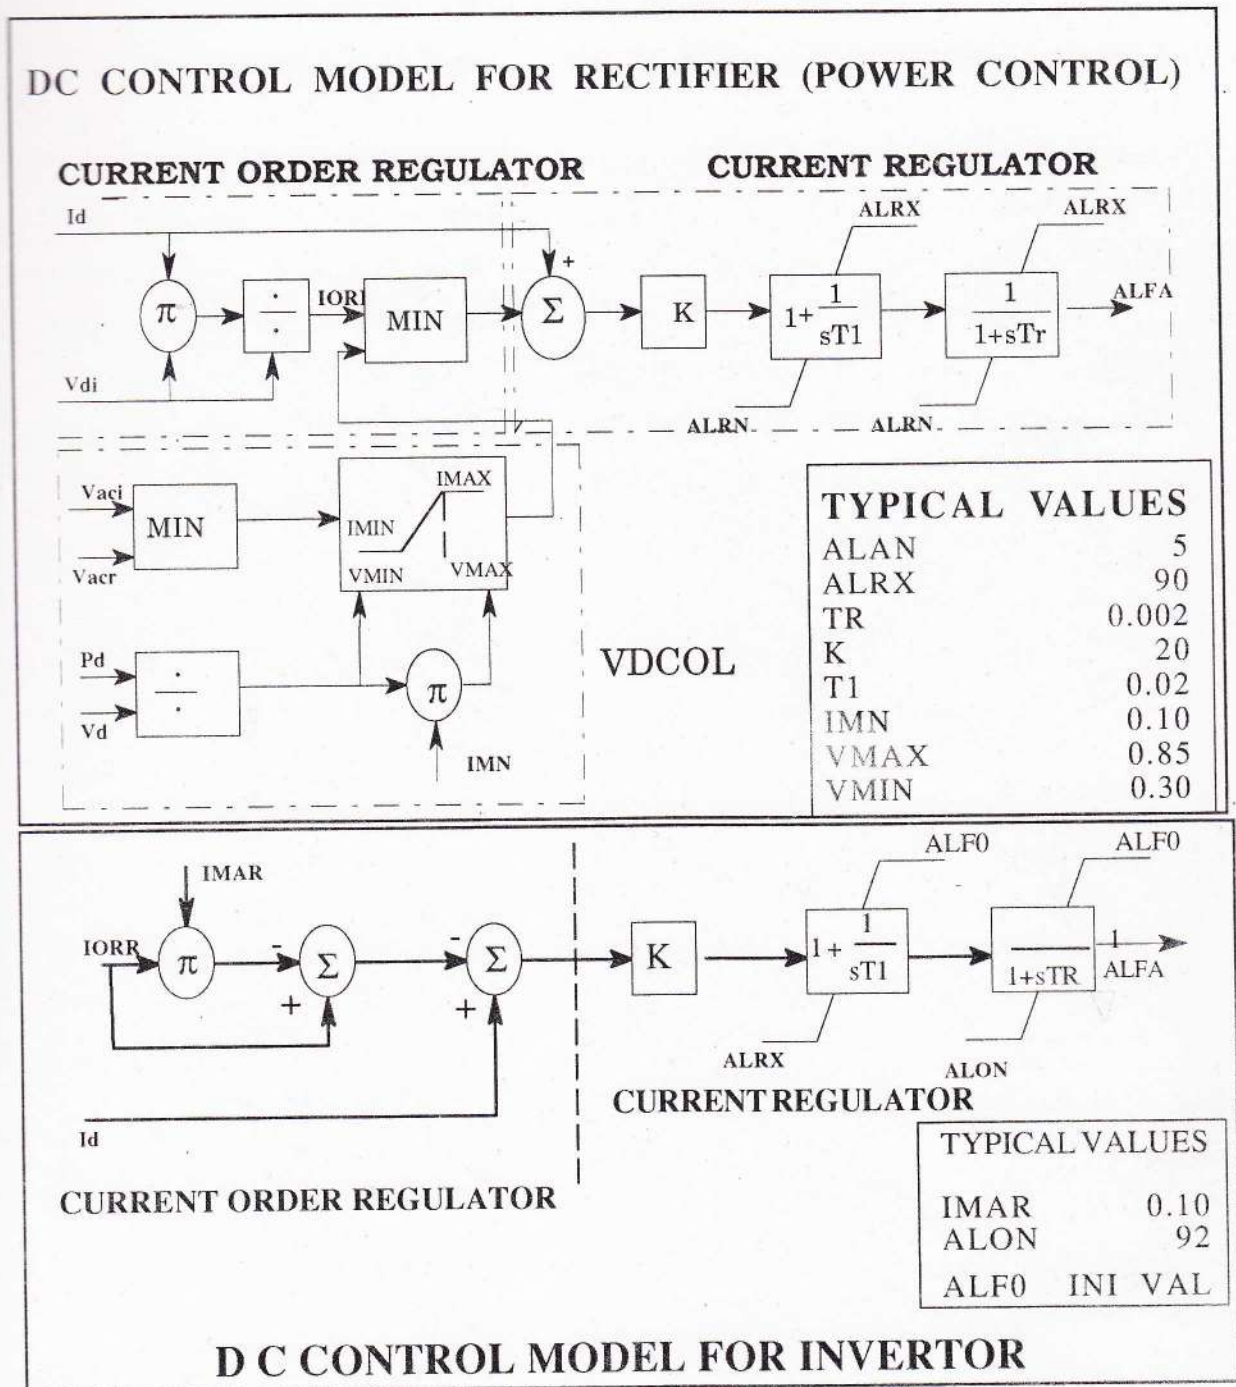 DC CONTROL MODEL FOR RECTIFIER (POWER CONTROL)
CURRENT ORDER REGULATOR
CURRENT REGULATOR
Id
ALRX
ALRX
+
π
÷
IORR
MIN
Σ
K
1+ 1
sT1
1
1+sTr
ALFA
Vdi
ALRN
ALRN
Vaci
MIN
Vacr
IMAX
IMIN
VMIN
VMAX
Pd
÷
Vd
π
IMN
VDCOL
TYPICAL VALUES
ALAN 5
ALRX 90
TR 0.002
K 20
T1 0.02
IMN 0.10
VMAX 0.85
VMIN 0.30
IMAR
ALF0
ALF0
IORR
π
-
Σ
+
-
Σ
+
K
1+ 1
sT1
1
1+sTR
ALFA
ALRX
ALON
CURRENT REGULATOR
Id
CURRENT ORDER REGULATOR
TYPICAL VALUES
IMAR 0.10
ALON 92
ALF0 INI VAL
D C CONTROL MODEL FOR INVERTOR